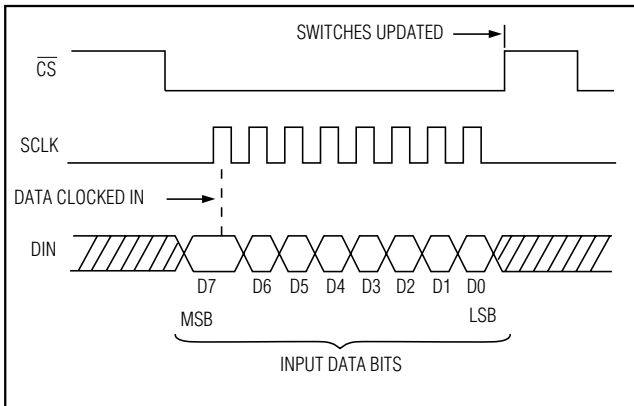 SWITCHES UPDATED
CS
SCLK
DATA CLOCKED IN
DIN
D7 D6 D5 D4 D3 D2 D1 D0
MSB LSB
INPUT DATA BITS